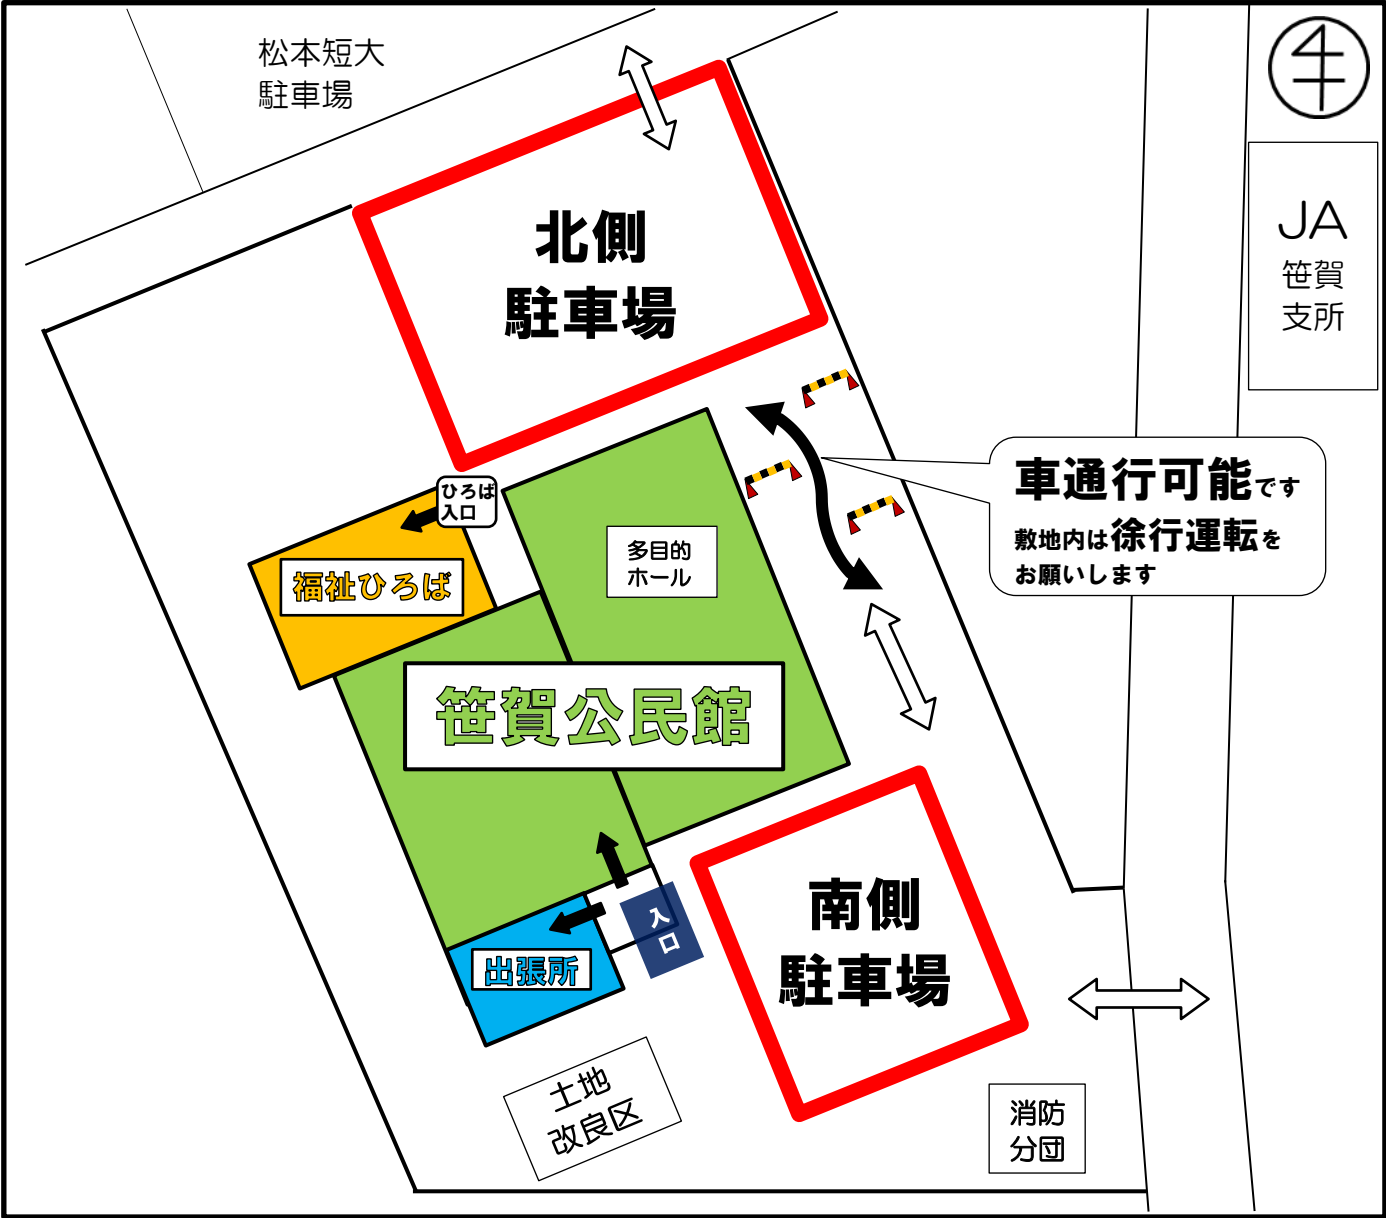 松本短大
駐車場
JA
笹賀
支所
北側
駐車場
車通行可能です
敷地内は徐行運転を
お願いします
ひろば
入口
多目的
ホール
福祉ひろば
笹賀公民館
入口
出張所
南側
駐車場
土地
改良区
消防
分団